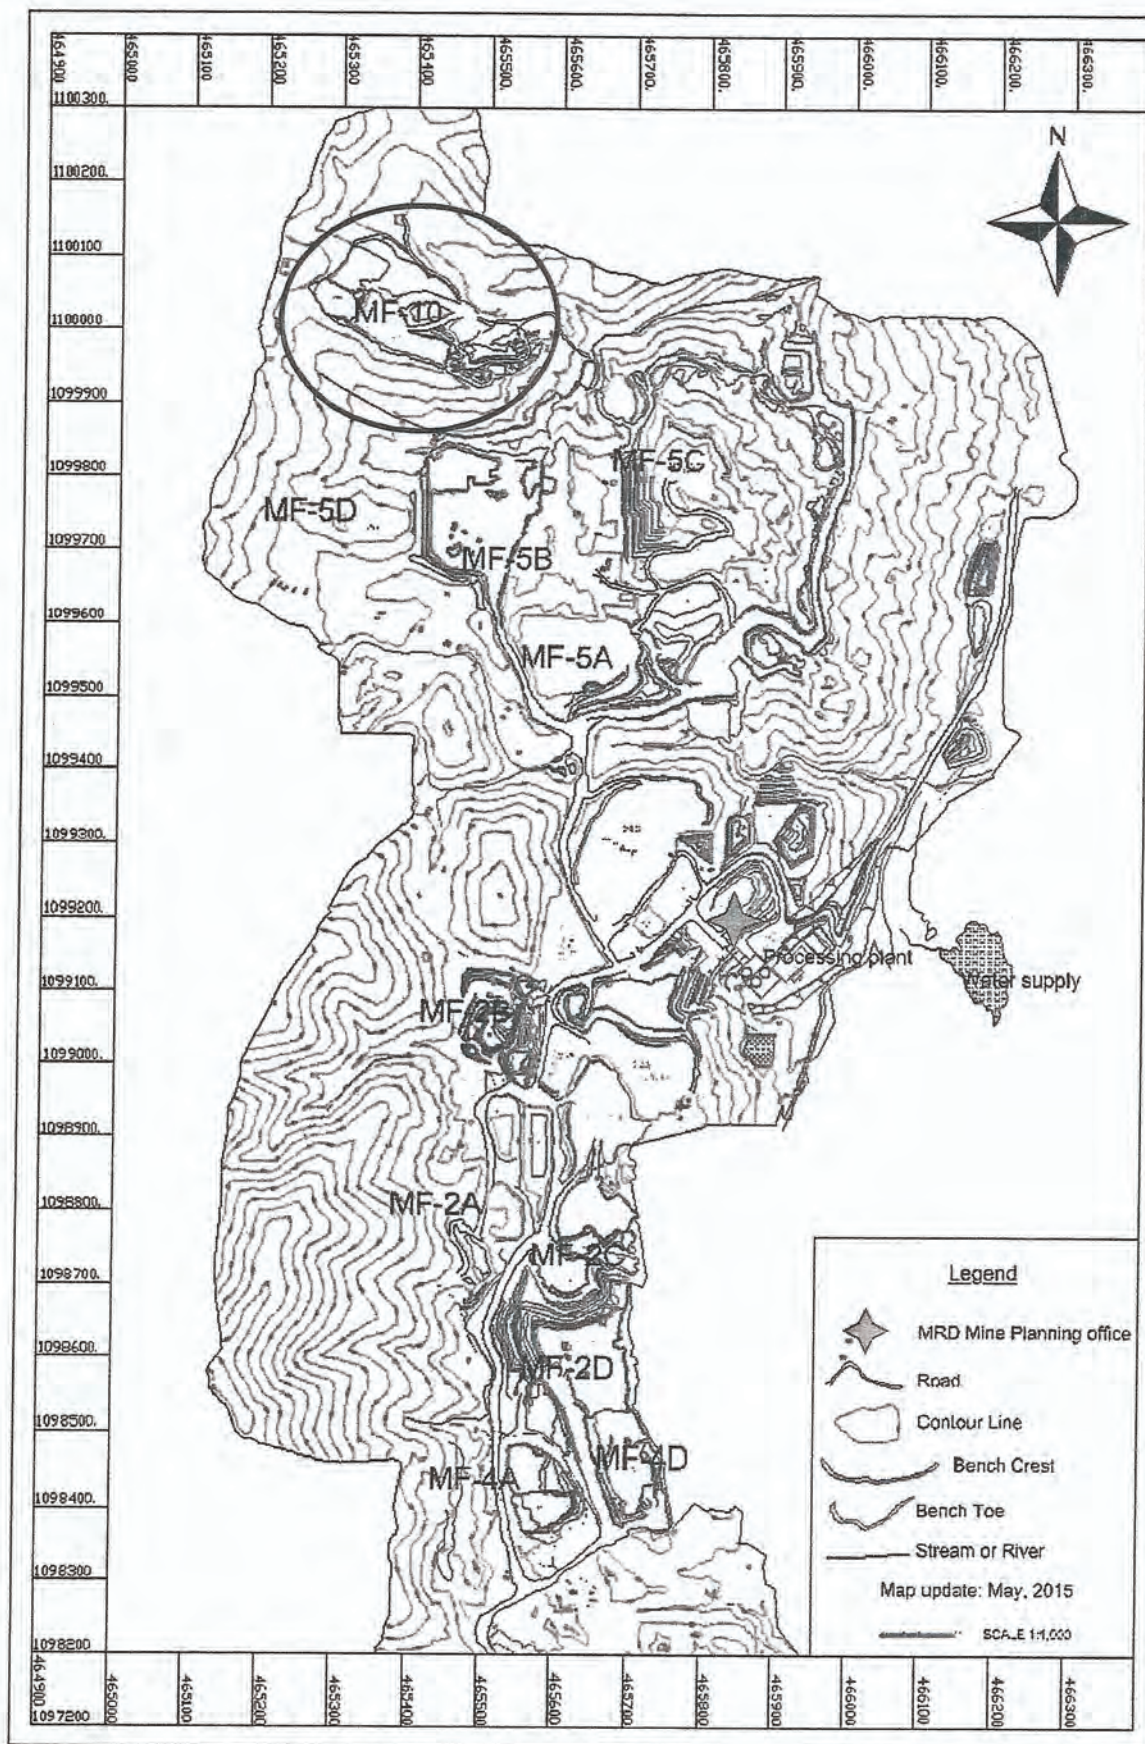 464900
465000
465100
465200
465300
465400
465500
465600.
465700
465800
465900
466000
466100
466200
466300.
1100300.
1100200.
1100100
1100000
1099900
1099800
1099700
1099600
1099500
1099400
1099300.
1099200.
1099100
1099000
1098900
1098800
1098700.
1098600.
1098500.
1098400.
1098300
1098200
1097200
N
MF-10
MF-5C
MF-5D
MF-5B
MF-5A
Processing plant
Water supply
MF-2B
MF-2A
MF-2C
MF-2D
MF-4D
MF-4A
Legend
MRD Mine Planning office
Road
Contour Line
Bench Crest
Bench Toe
Stream or River
Map update: May, 2015
SCALE 1:1,000
464900
465000
465100
465200
465300
465400
465500
465600
465700
465800
465900
466000
466100
466200
466300